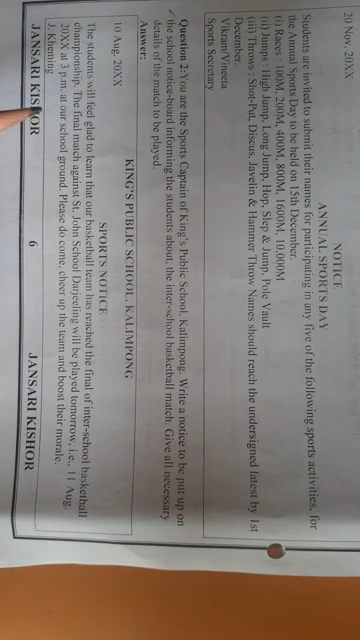 20 Nov. 20XX
NOTICE
ANNUAL SPORTS DAY
Students are invited to submit their names for participating in any five of the following sports activities, for
the Annual Sports Day to be held on 15th December.
(i) Races : 100M, 200M, 400M, 800M, 1600M, 10,000M
(ii) Jumps : High Jump, Long Jump, Hop, Step & Jump, Pole Vault
(iii) Throws : Shot-Put, Discus, Javelin & Hammer Throw Names should reach the undersigned latest by 1st
December.
Vikram/Vineeta
Sports Secretary
Question 2: You are the Sports Captain of King's Public School, Kalimpong. Write a notice to be put up on
the school notice-board informing the students about, the inter-school basketball match. Give all necessary
details of the match to be played.
Answer:
KING'S PUBLIC SCHOOL, KALIMPONG
SPORTS NOTICE
10 Aug. 20XX
The students will feel glad to learn that our basketball team has reached the final of inter-school basketball
championship. The final match against St. John School Darjeeling will be played tomorrow, i.e., 11 Aug.
20XX at 3 p.m. at our school ground. Please do come, cheer up the team and boost their morale.
J. Kheming
JANSARI KISHOR 6 JANSARI KISHOR